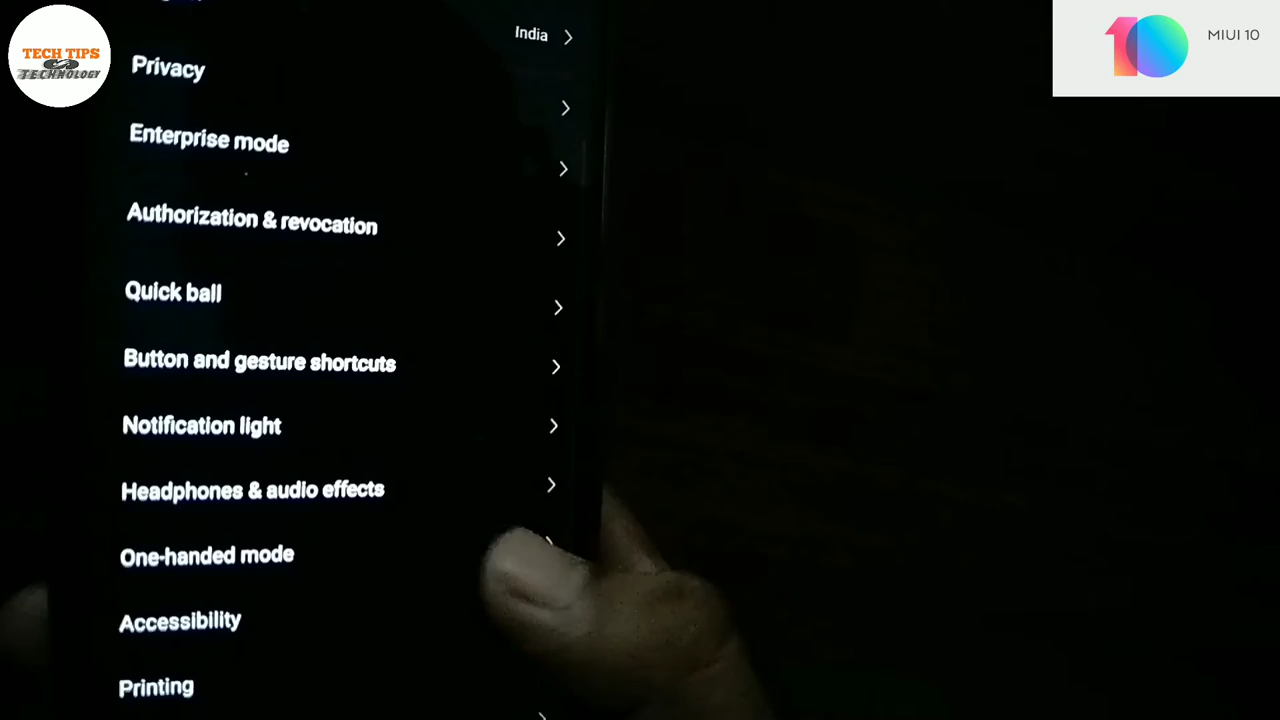 TECH TIPS
TECHNOLOGY
10
MIUI 10
India
Privacy
Enterprise mode
Authorization & revocation
Quick ball
Button and gesture shortcuts
Notification light
Headphones & audio effects
One-handed mode
Accessibility
Printing